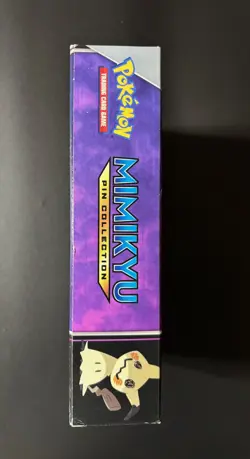 POKÉMON
TRADING CARD GAME
MIMIKYU
PIN COLLECTION